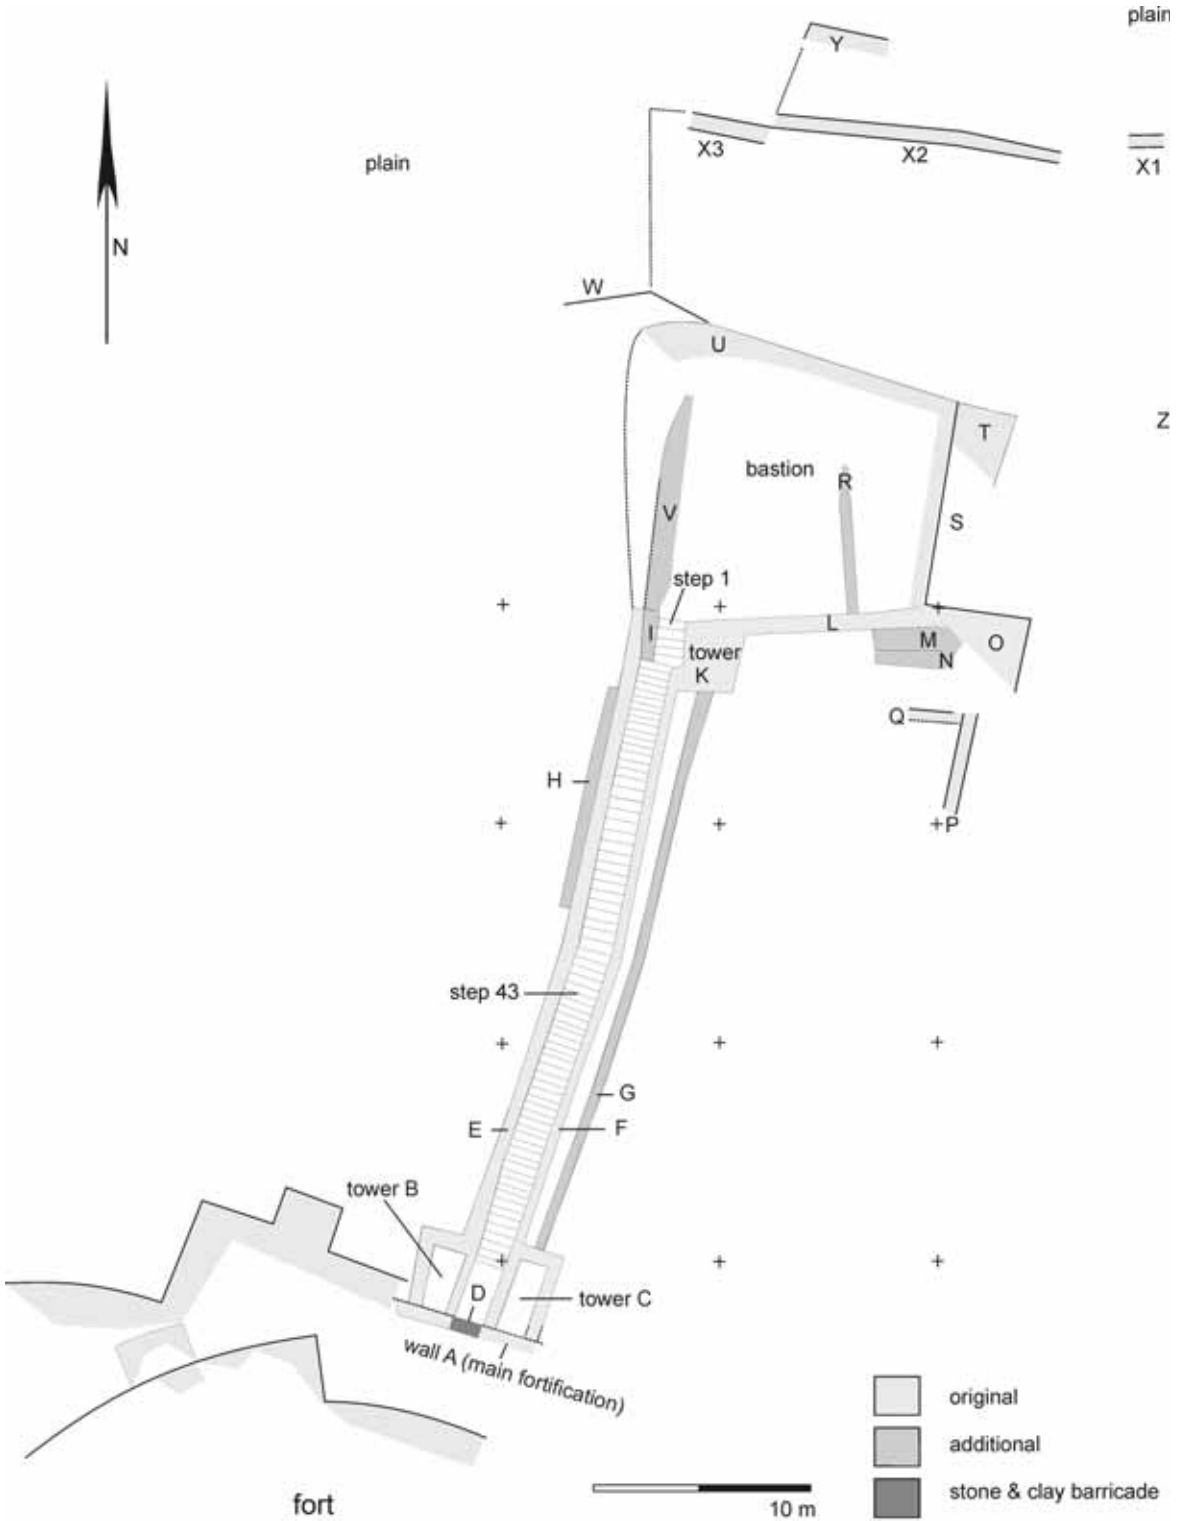 plain
Y
X3
X2
X1
plain
N
W
U
T
Z
bastion
R
V
S
step 1
I
L
M
O
tower
K
N
Q
H
P
step 43
G
E
F
tower B
D
tower C
wall A (main fortification)
original
additional
stone & clay barricade
fort
10 m